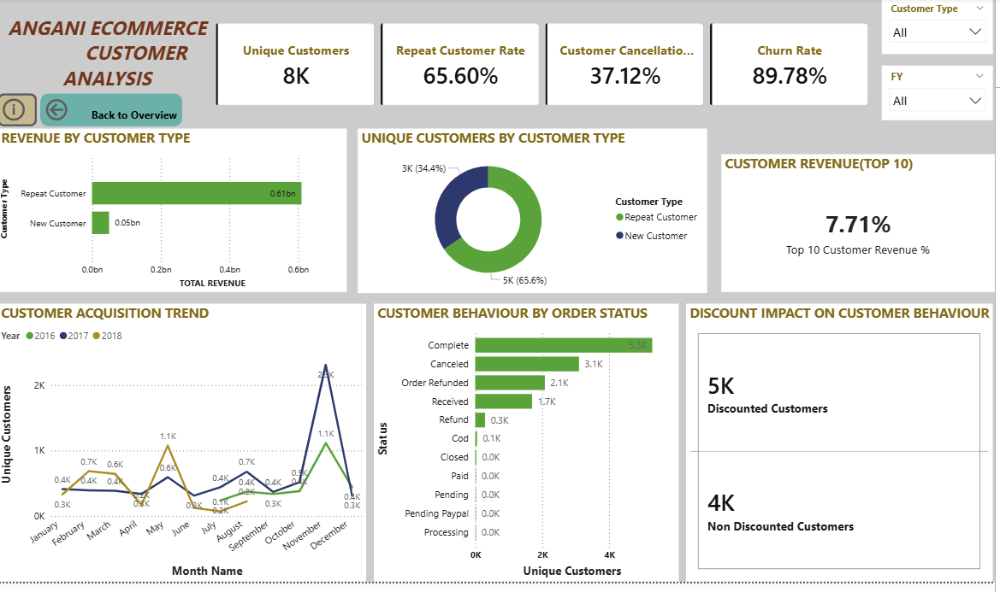 ANGANI ECOMMERCE
CUSTOMER
ANALYSIS
Back to Overview
Unique Customers
8K
Repeat Customer Rate
65.60%
Customer Cancellatio...
37.12%
Churn Rate
89.78%
Customer Type
All
FY
All
REVENUE BY CUSTOMER TYPE
Customer Type
Repeat Customer
0.61bn
New Customer
0.05bn
0.0bn 0.2bn 0.4bn 0.6bn
TOTAL REVENUE
UNIQUE CUSTOMERS BY CUSTOMER TYPE
3K (34.4%)
5K (65.6%)
Customer Type
Repeat Customer
New Customer
CUSTOMER REVENUE(TOP 10)
7.71%
Top 10 Customer Revenue %
CUSTOMER ACQUISITION TREND
Year 2016 2017 2018
Unique Customers
2K
1K
0K
0.4K
0.3K
0.7K
0.4K
0.6K
0.4K
0.3K
1.1K
0.6K
0.3K
0.4K
0.1K
0.2K
0.7K
0.4K
0.2K
0.4K
0.3K
0.5K
1.1K
0.4K
0.3K
January February March April May June July August September October November December
Month Name
CUSTOMER BEHAVIOUR BY ORDER STATUS
Status
Complete 5.3K
Canceled 3.1K
Order Refunded 2.1K
Received 1.7K
Refund 0.3K
Cod 0.1K
Closed 0.0K
Paid 0.0K
Pending 0.0K
Pending Paypal 0.0K
Processing 0.0K
0K 2K 4K
Unique Customers
DISCOUNT IMPACT ON CUSTOMER BEHAVIOUR
5K
Discounted Customers
4K
Non Discounted Customers